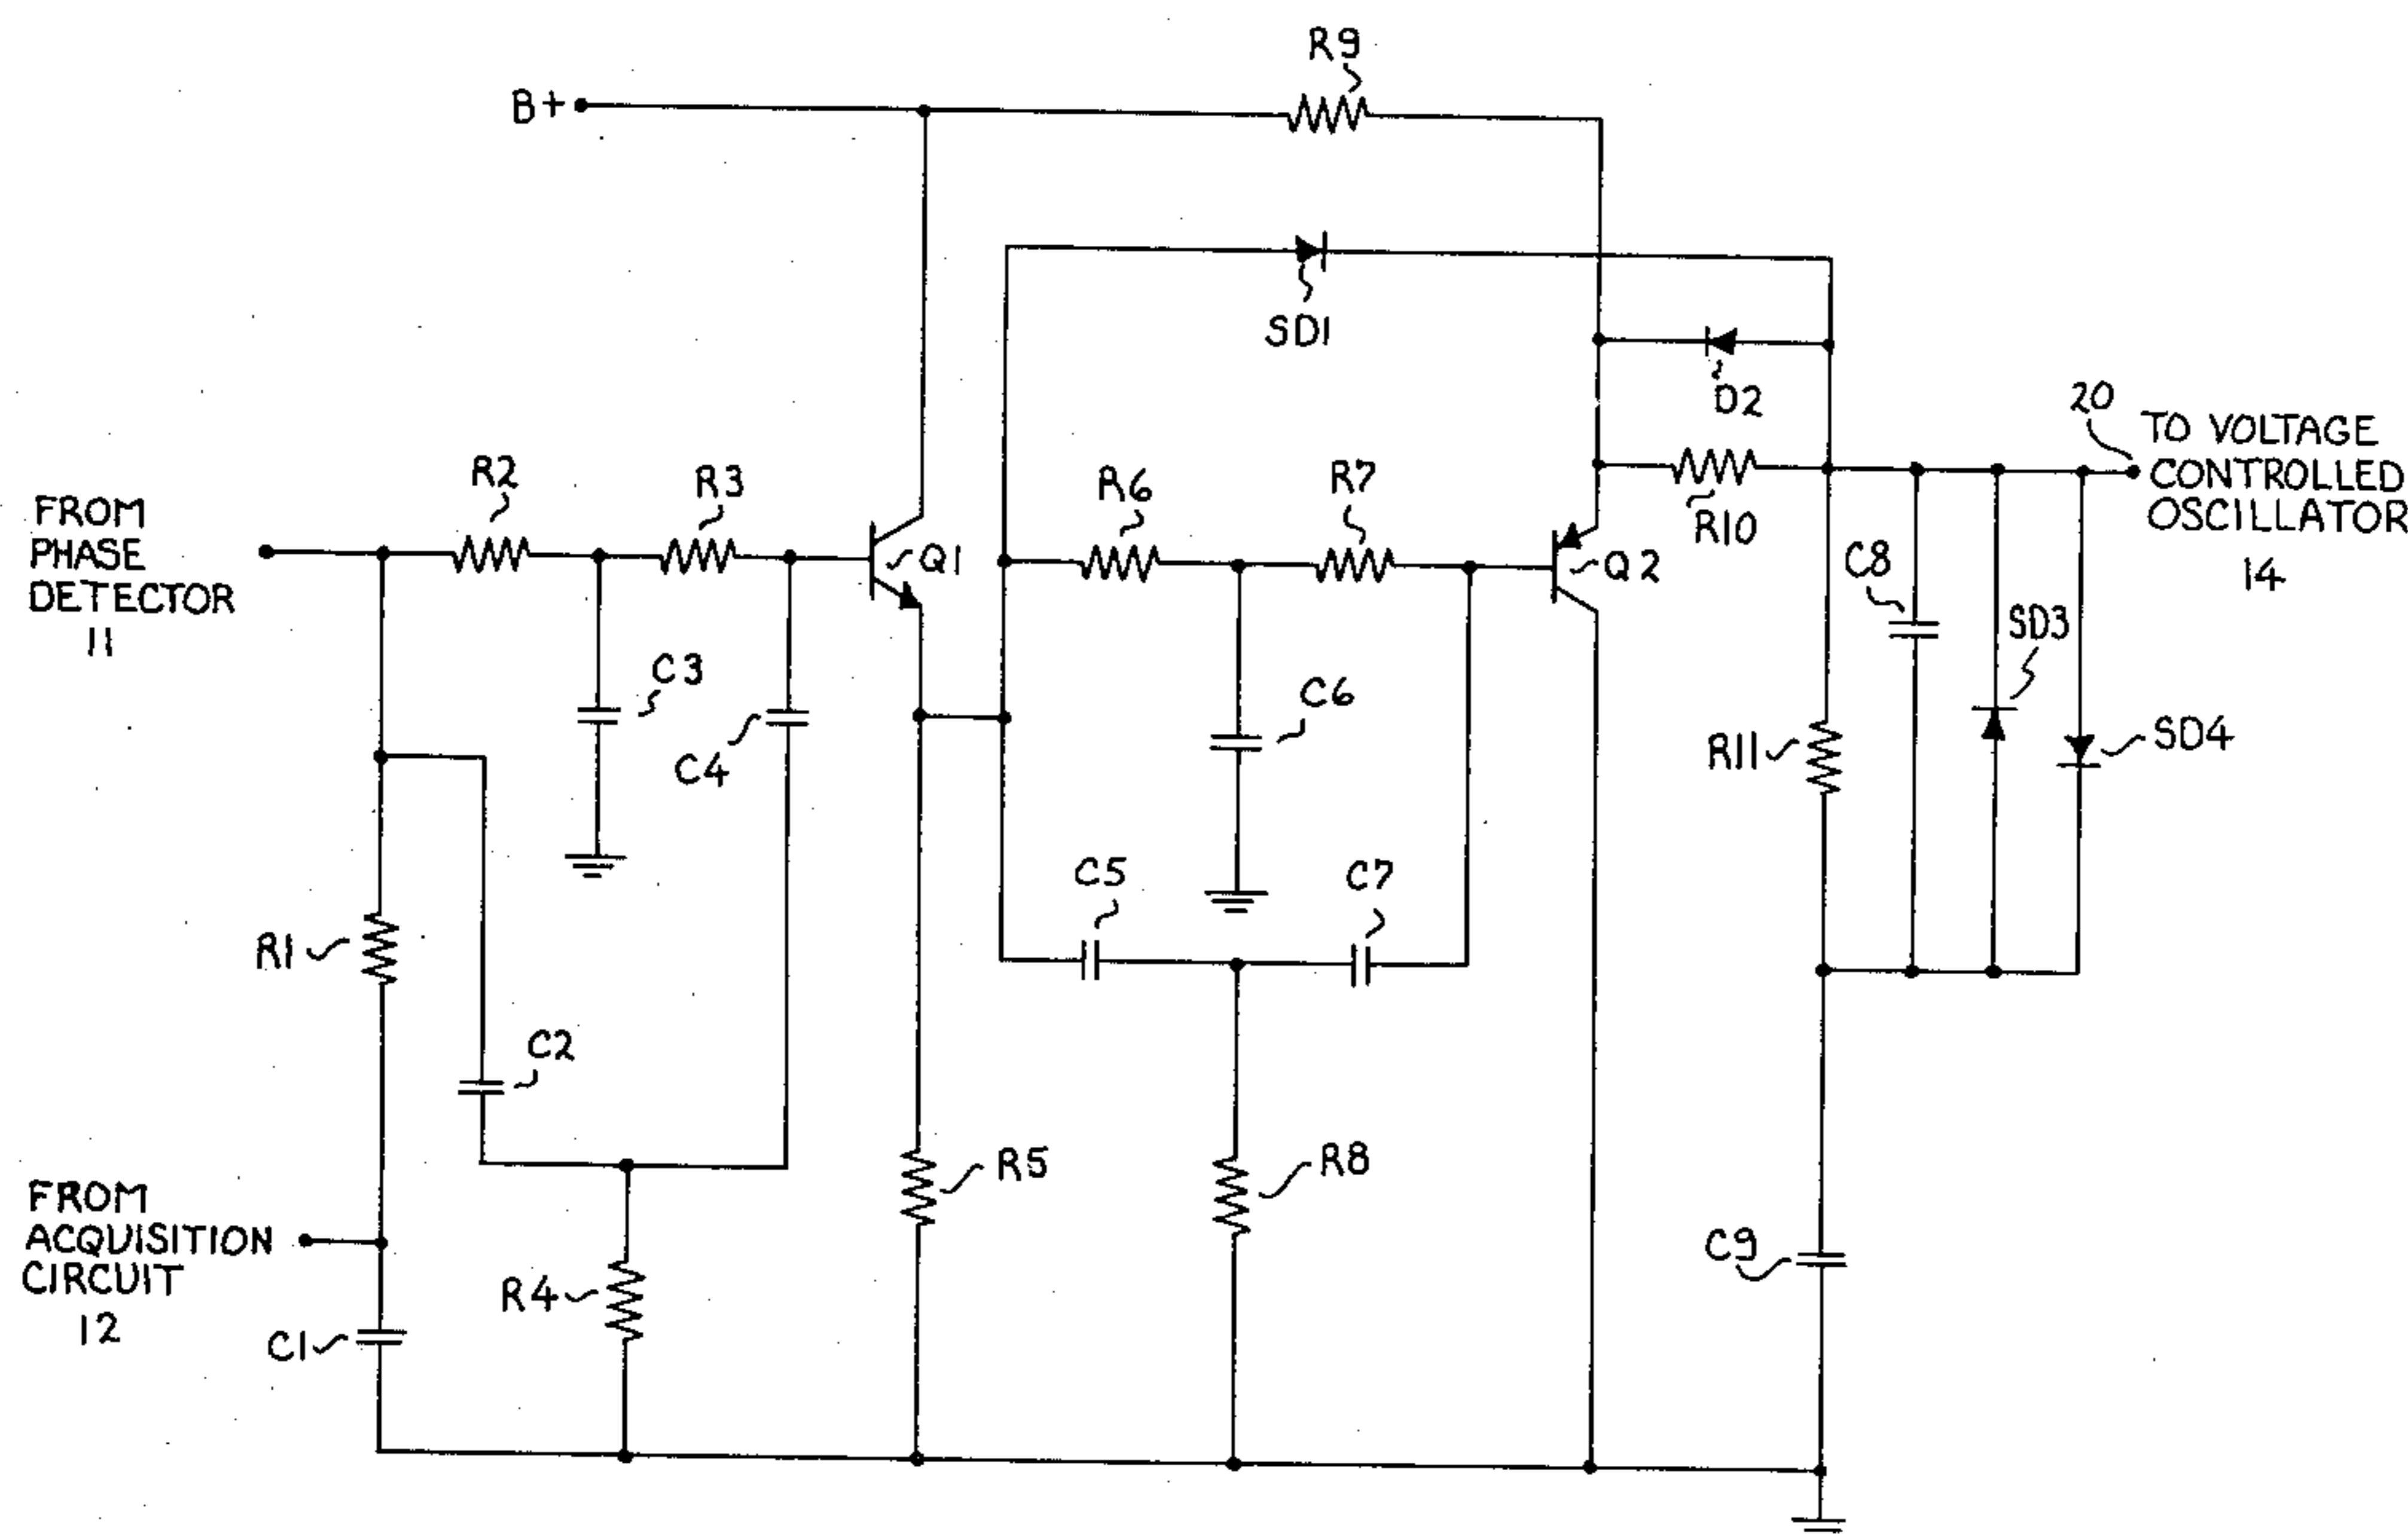 R9
B+
SD1
D2
20
TO VOLTAGE
CONTROLLED
OSCILLATOR
14
R2
R3
R6
R7
R10
FROM
PHASE
DETECTOR
11
Q1
Q2
C8
SD3
C3
C6
C4
R11
SD4
C5
C7
R1
C2
R5
R8
FROM
ACQUISITION
CIRCUIT
12
R4
C9
C1